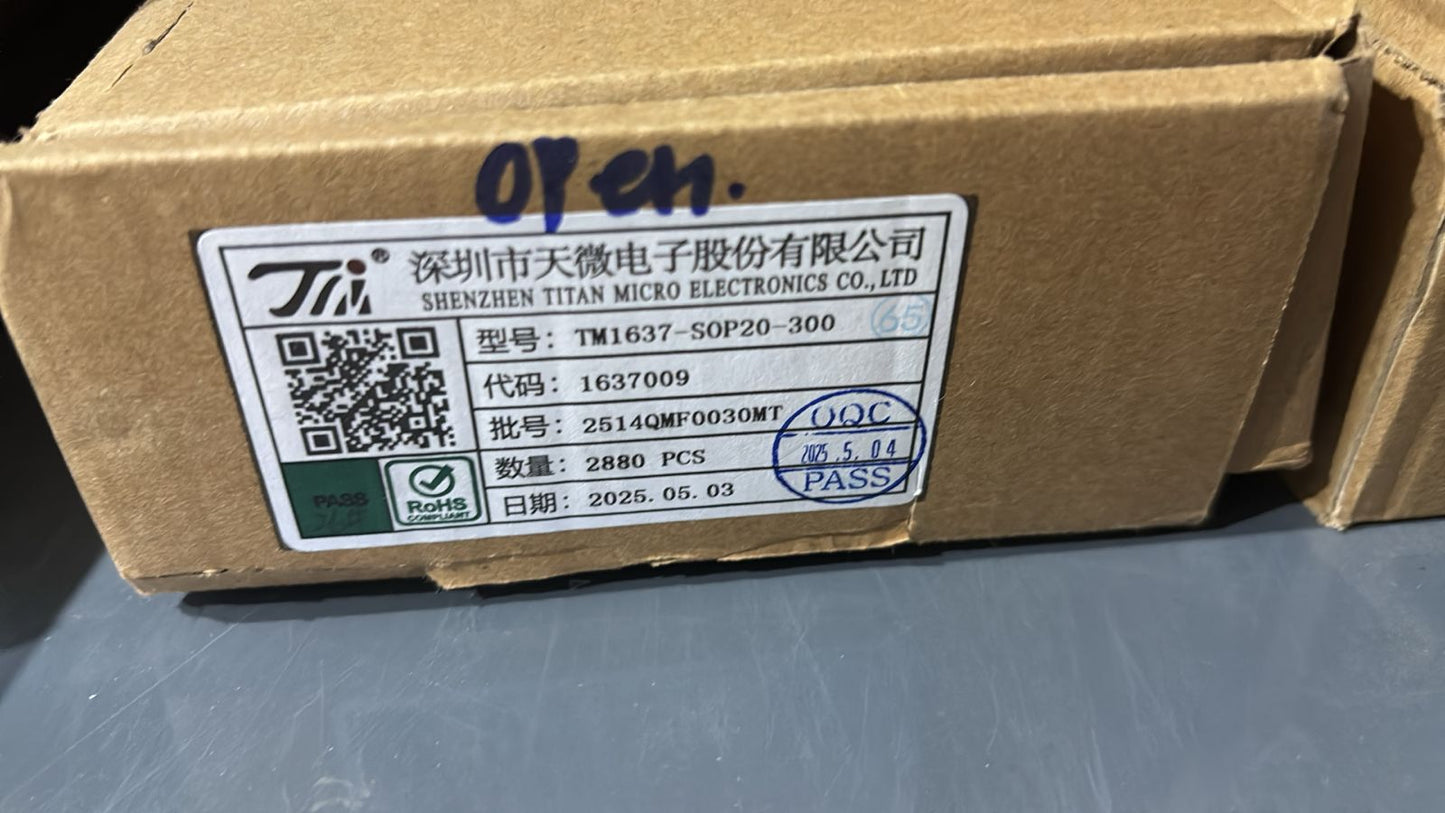 open.
TM ®
深圳市天微电子股份有限公司
SHENZHEN TITAN MICRO ELECTRONICS CO., LTD
型号: TM1637-SOP20-300
65
代码: 1637009
批号: 2514QMF0030MT
数量: 2880 PCS
日期: 2025.05.03
OQC
2025.5.04
PASS
PASS
RoHS
COMPLIANT